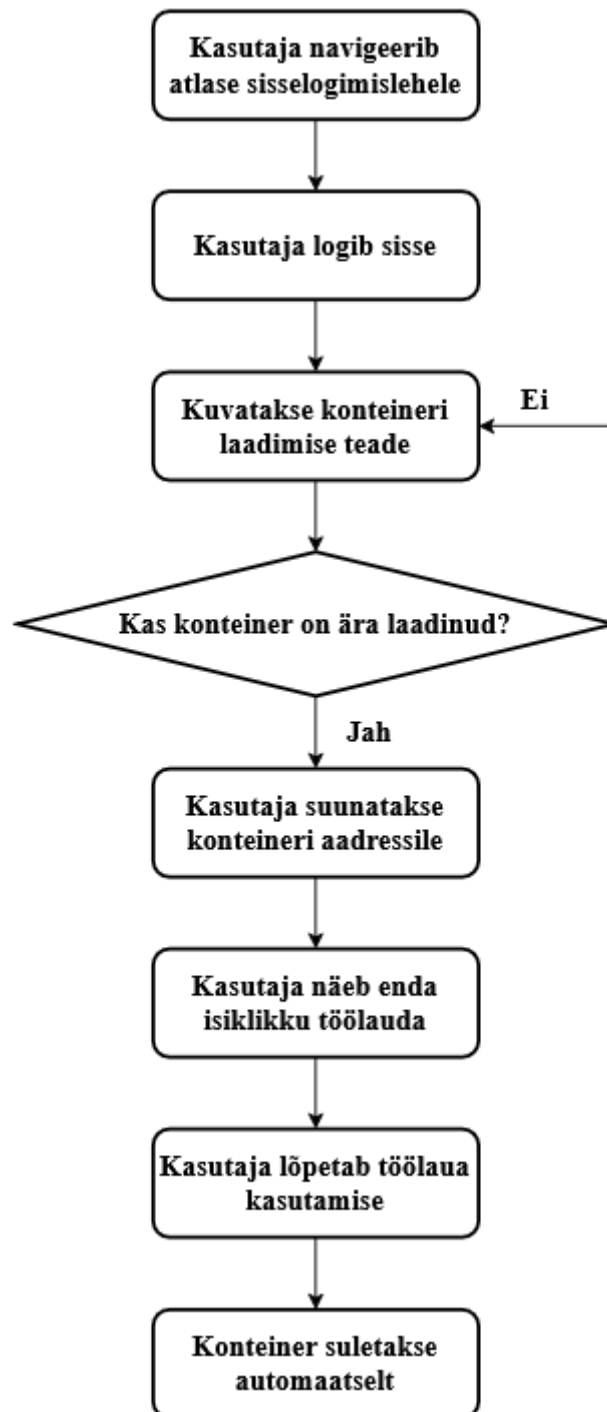 Kasutaja navigeerib
atlase sisselogimislehele
Kasutaja logib sisse
Kuvatakse konteineri
laadimise teade
Ei
Kas konteiner on ära laadinud?
Jah
Kasutaja suunatakse
konteineri aadressile
Kasutaja näeb enda
isiklikku töölauda
Kasutaja lõpetab töölaua
kasutamise
Konteiner suletakse
automaatselt